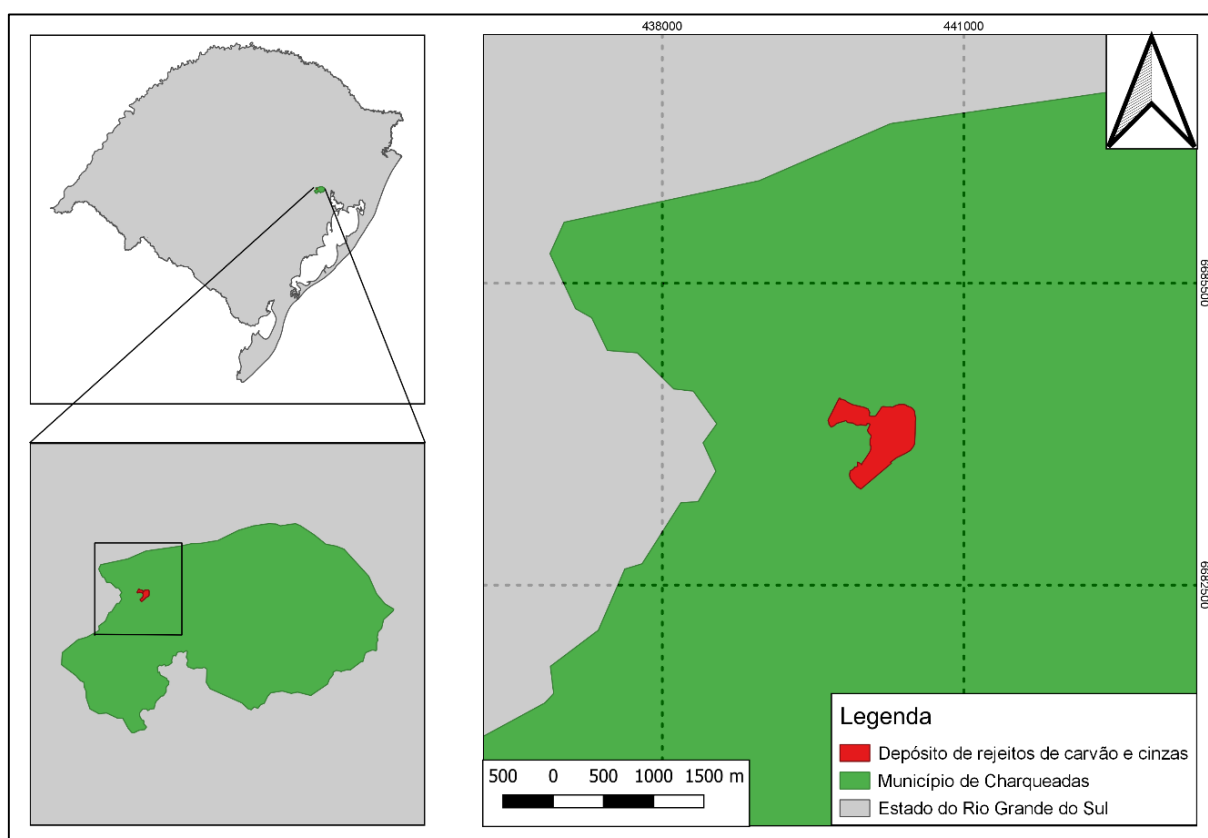 438000 441000
6685500
6682500
500 0 500 1000 1500 m
Legenda
Depósito de rejeitos de carvão e cinzas
Município de Charqueadas
Estado do Rio Grande do Sul